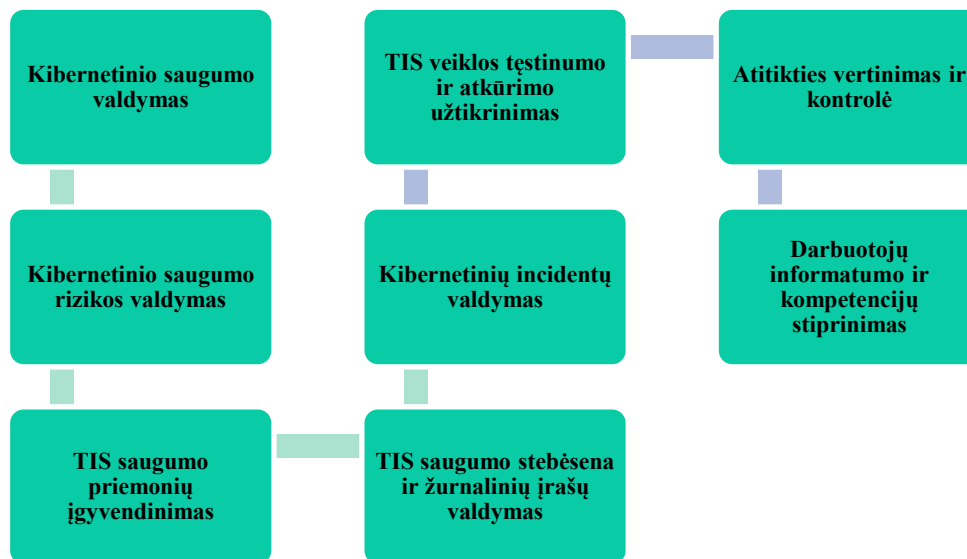 Kibernetinio saugumo
valdymas
Kibernetinio saugumo
rizikos valdymas
TIS saugumo
priemonių
įgyvendinimas
TIS saugumo stebėsena
ir žurnalinių įrašų
valdymas
Kibernetinių incidentų
valdymas
TIS veiklos tęstinumo
ir atkūrimo
užtikrinimas
Atitikties vertinimas ir
kontrolė
Darbuotojų
informatumo ir
kompetencijų
stiprinimas